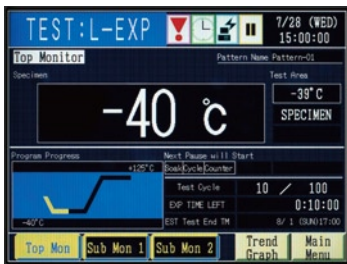 TEST:L-EXP
7/28 (WED)
15:00:00
Top Monitor
Pattern Name Pattern-01
Specimen
Test Area
-40 °C
-39°C
SPECIMEN
Program Progress
Next Pause will Start
+125°C
Soak Cycle Counter
Test Cycle 10 / 100
EXP TIME LEFT 0:10:00
-40°C
EST Test End TM 8/ 1 (SUN)17:00
Top Mon
Sub Mon 1
Sub Mon 2
Trend Graph
Main Menu